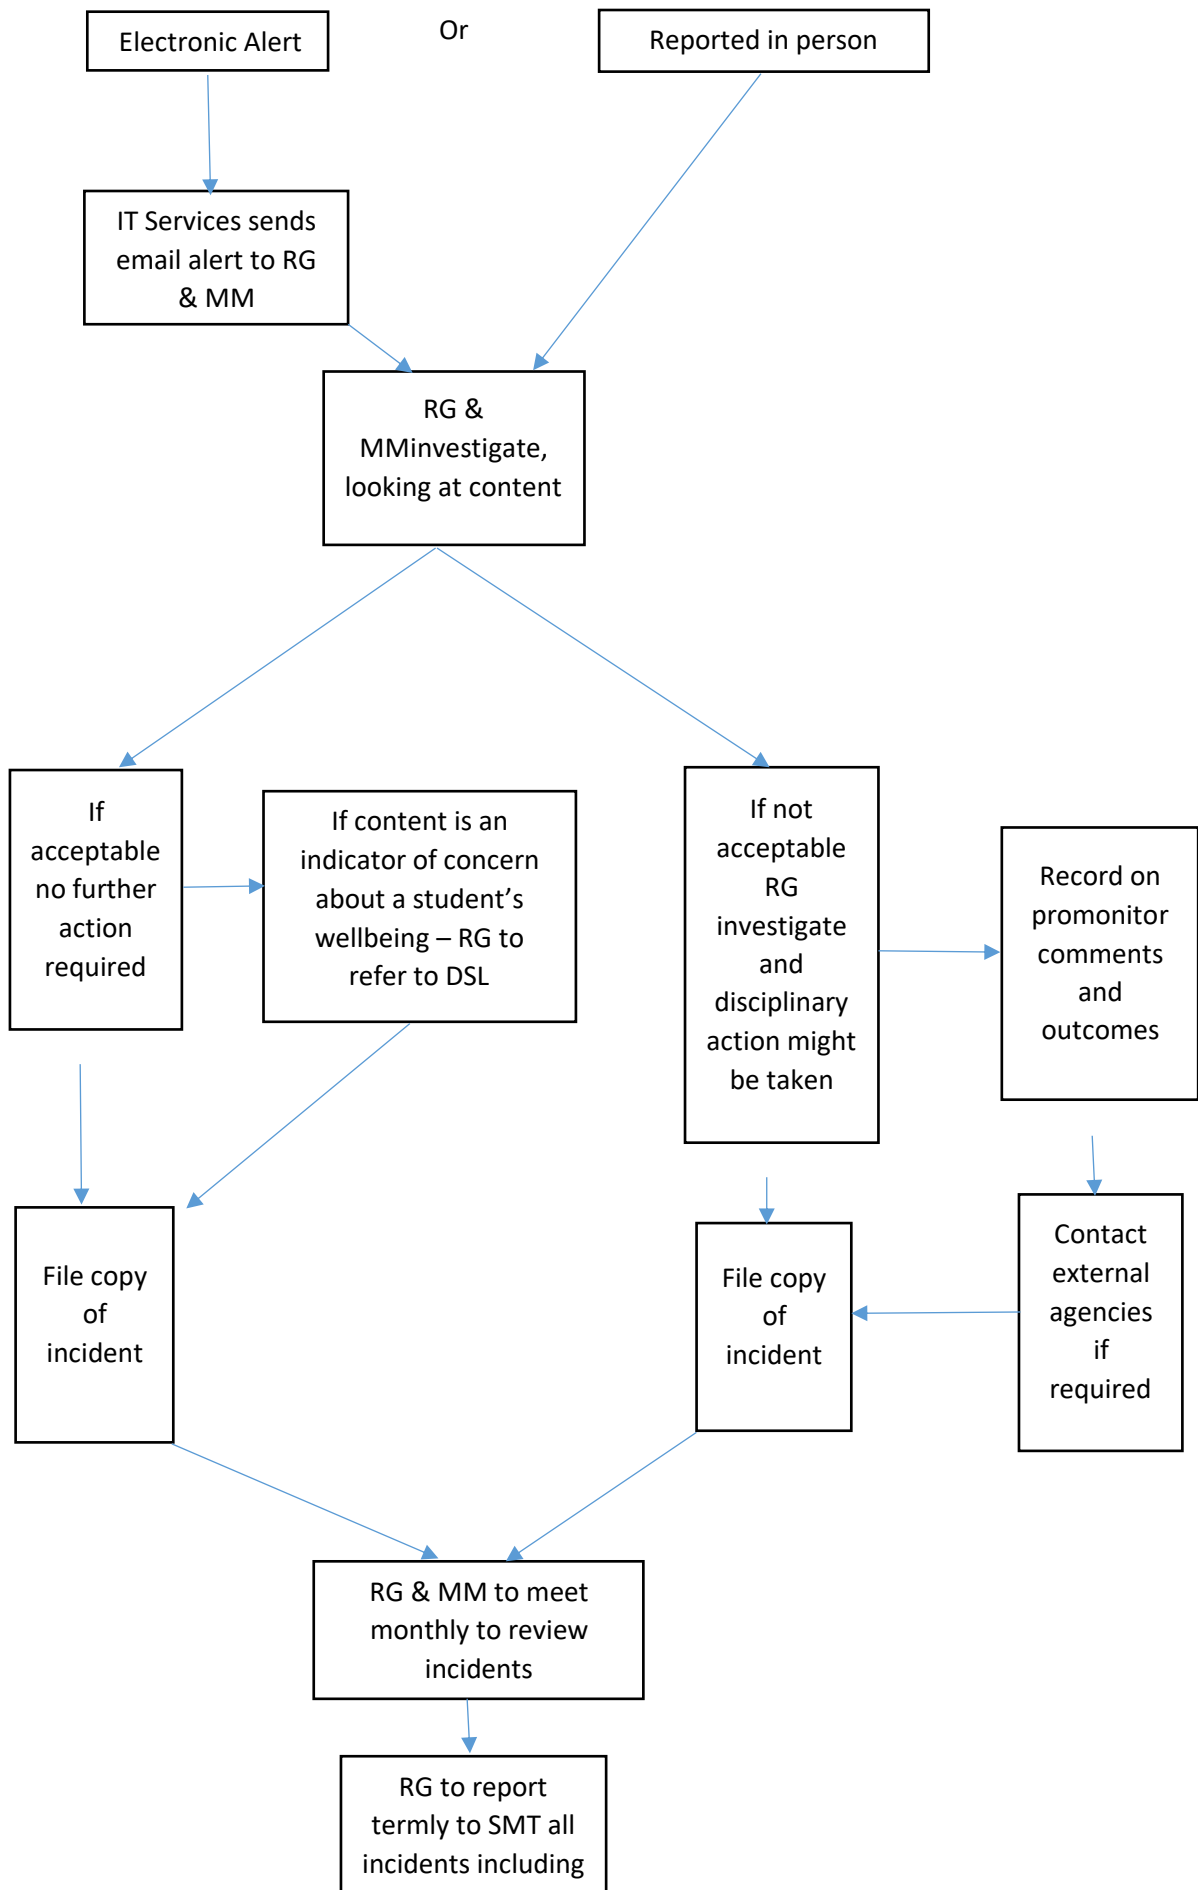 Electronic Alert
Or
Reported in person
IT Services sends
email alert to RG
& MM
RG &
MMinvestigate,
looking at content
If
acceptable
no further
action
required
If content is an
indicator of concern
about a student’s
wellbeing – RG to
refer to DSL
If not
acceptable
RG
investigate
and
disciplinary
action might
be taken
Record on
promonitor
comments
and
outcomes
File copy
of
incident
File copy
of
incident
Contact
external
agencies
if
required
RG & MM to meet
monthly to review
incidents
RG to report
termly to SMT all
incidents including